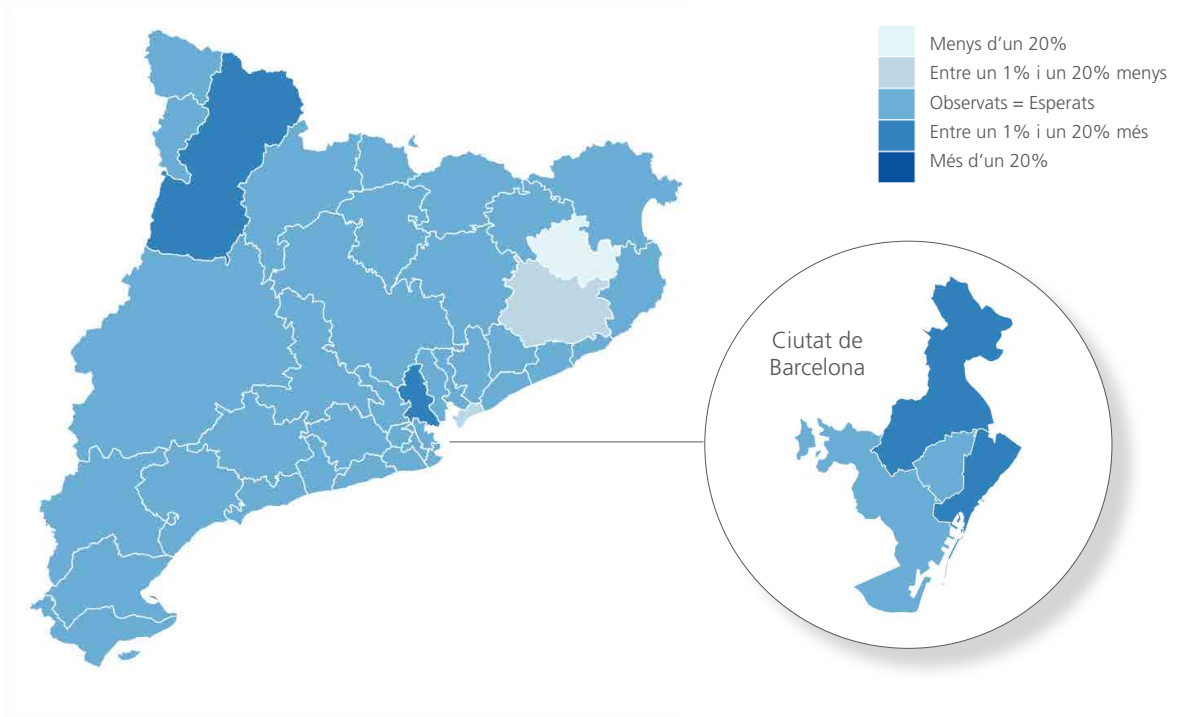 Menys d'un 20%
Entre un 1% i un 20% menys
Observats = Esperats
Entre un 1% i un 20% més
Més d'un 20%
Ciutat de
Barcelona